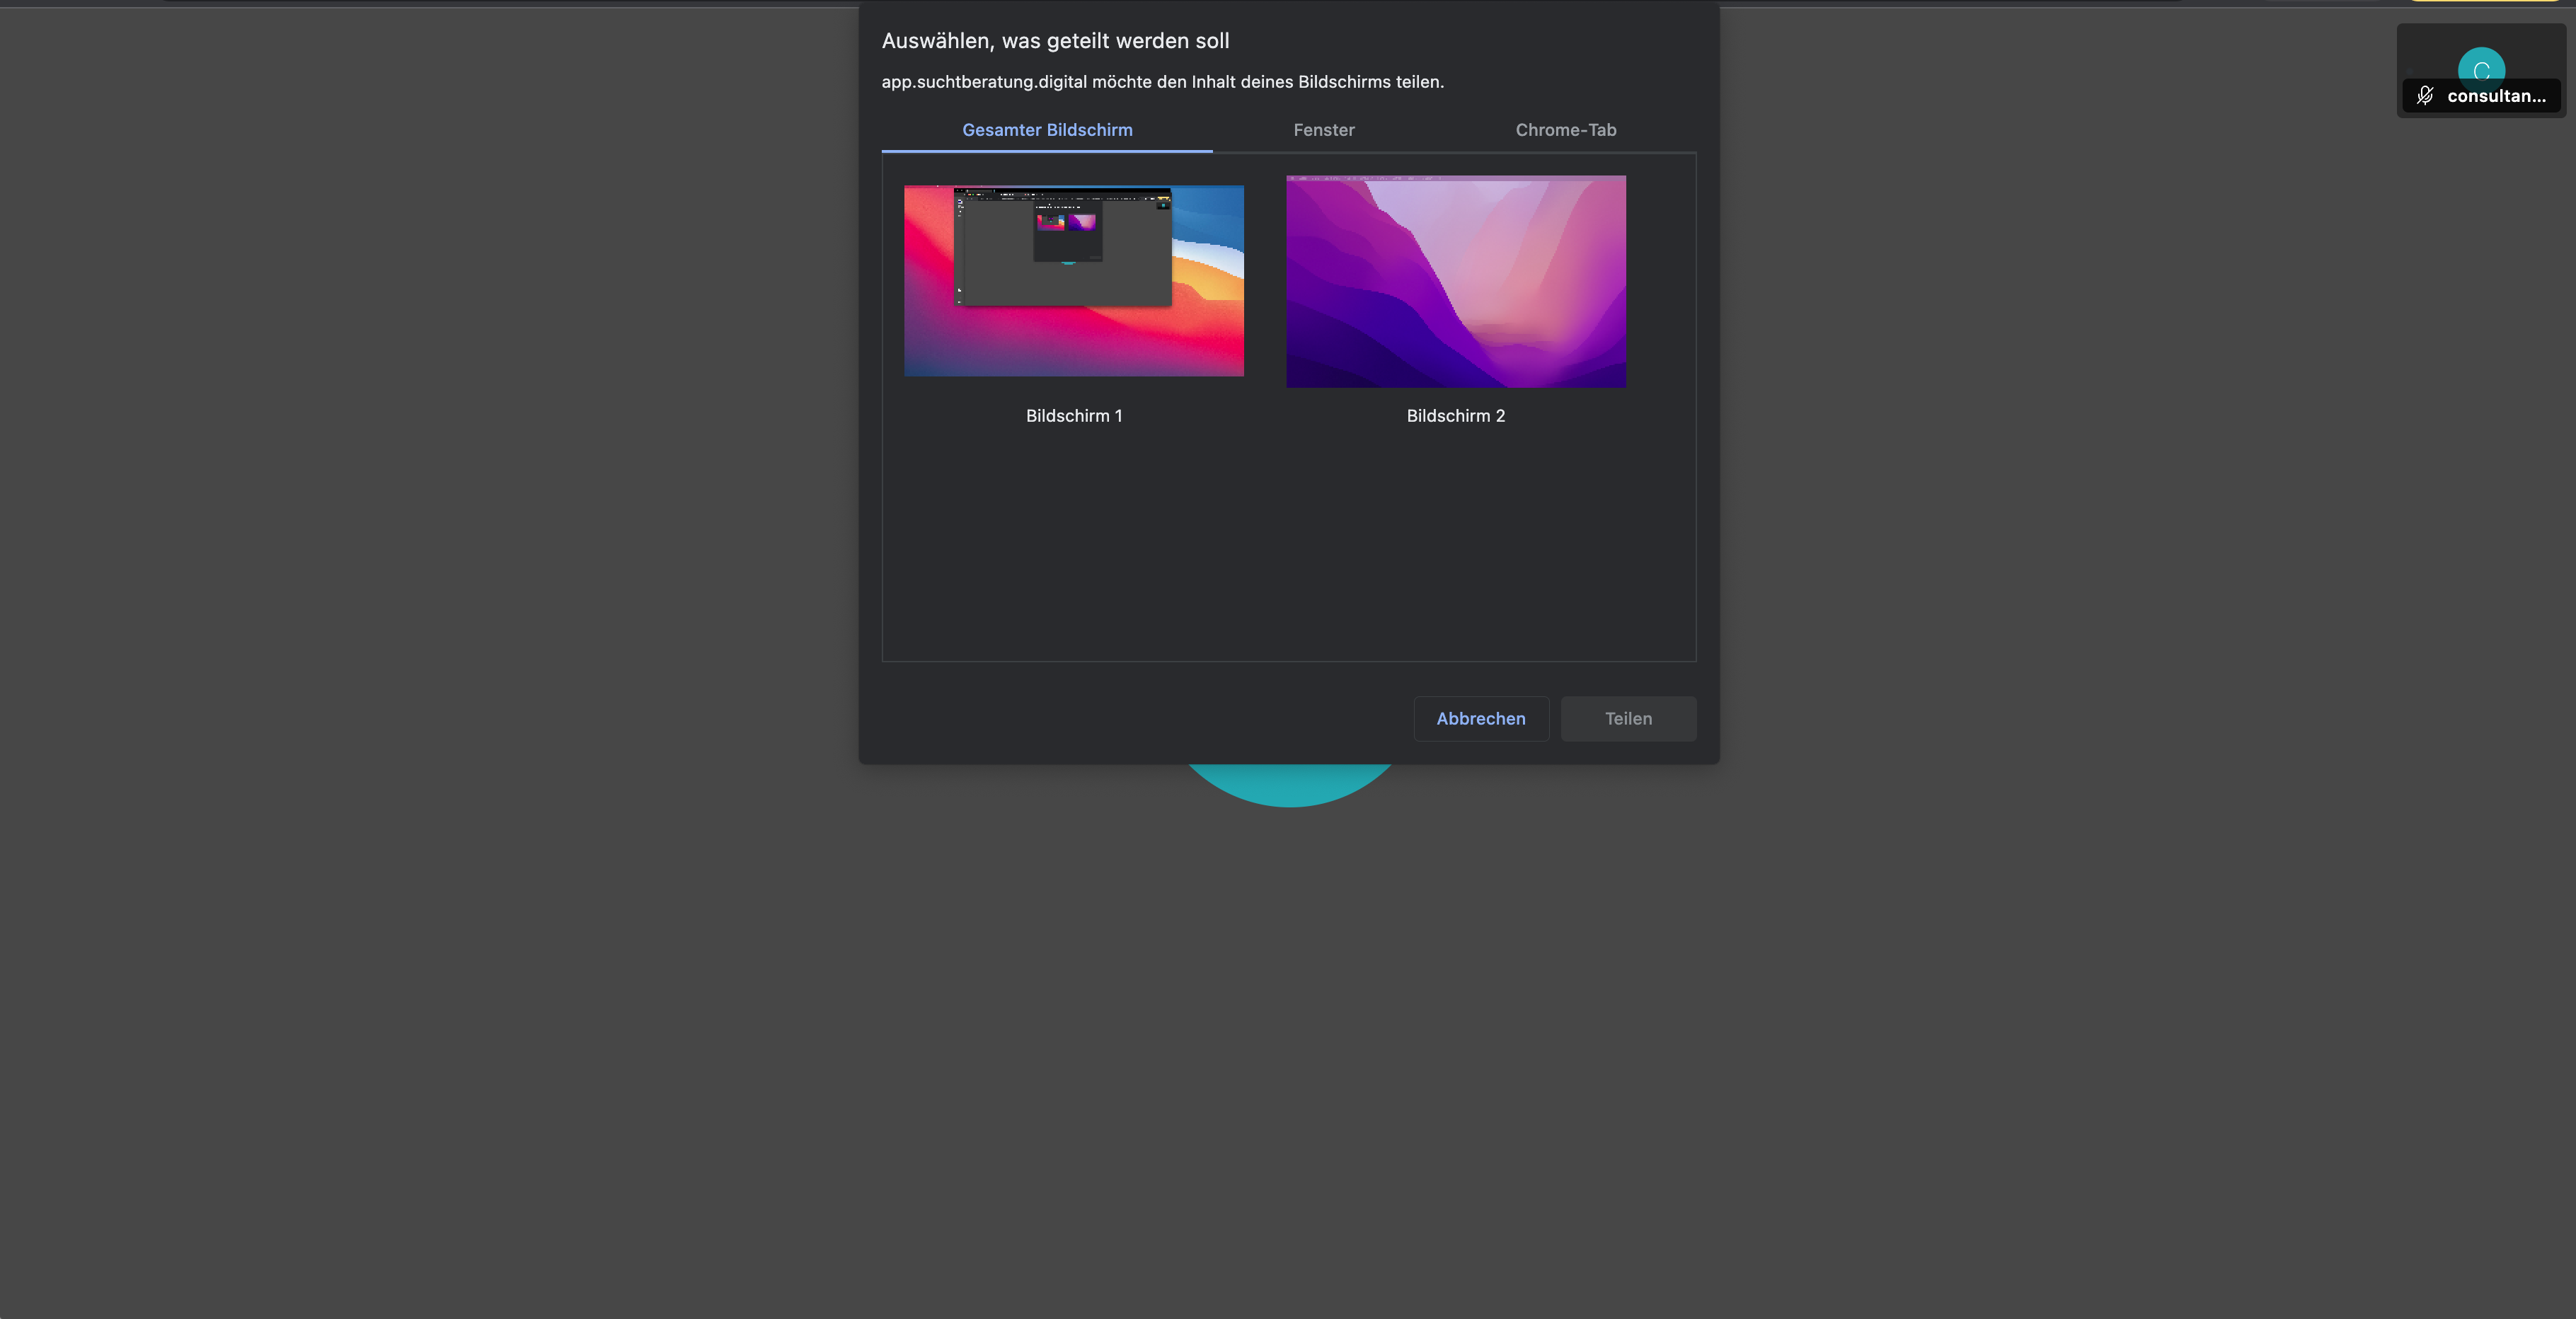 Auswählen, was geteilt werden soll
app.suchtberatung.digital möchte den Inhalt deines Bildschirms teilen.
Gesamter Bildschirm
Fenster
Chrome-Tab
Bildschirm 1
Bildschirm 2
Abbrechen
Teilen
C
consultan...